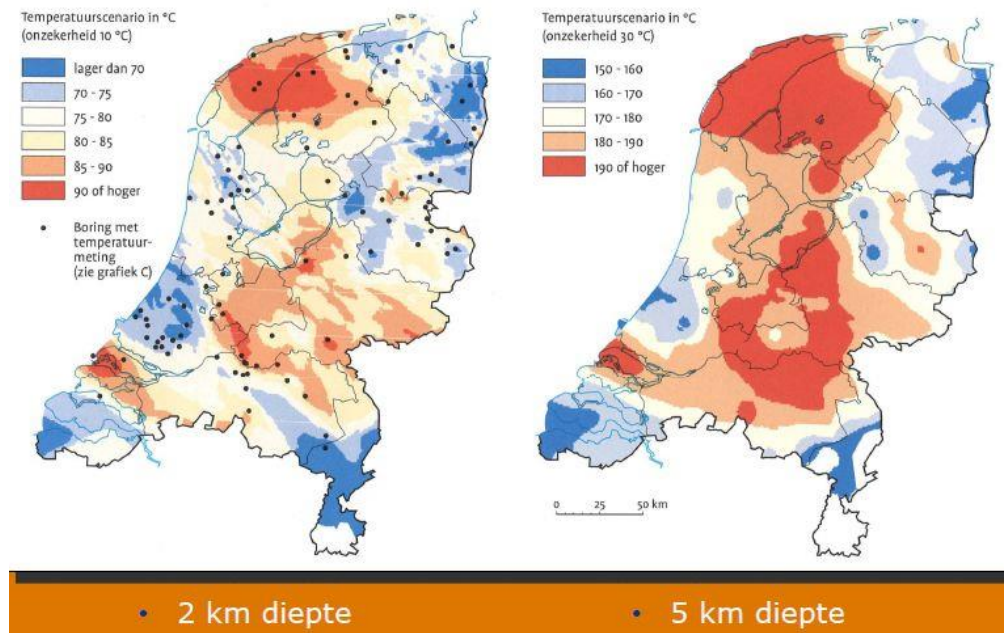 Temperatuurscenario in °C
(onzekerheid 10 °C)
lager dan 70
70 - 75
75 - 80
80 - 85
85 - 90
90 of hoger
Boring met
temperatuur-
meting
(zie grafiek C)
Temperatuurscenario in °C
(onzekerheid 30 °C)
150 - 160
160 - 170
170 - 180
180 - 190
190 of hoger
0 25 50 km
• 2 km diepte
• 5 km diepte